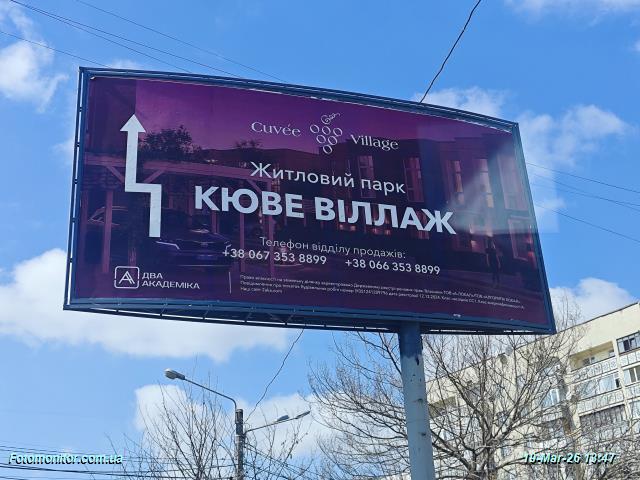 Cuvée Village
Житловий парк
КЮВЕ ВІЛЛАЖ
Телефон відділу продажів:
+38 067 353 8899 +38 066 353 8899
ДВА
АКАДЕМІКА
Fotomonitor.com.ua
19-Mar-26 13:47